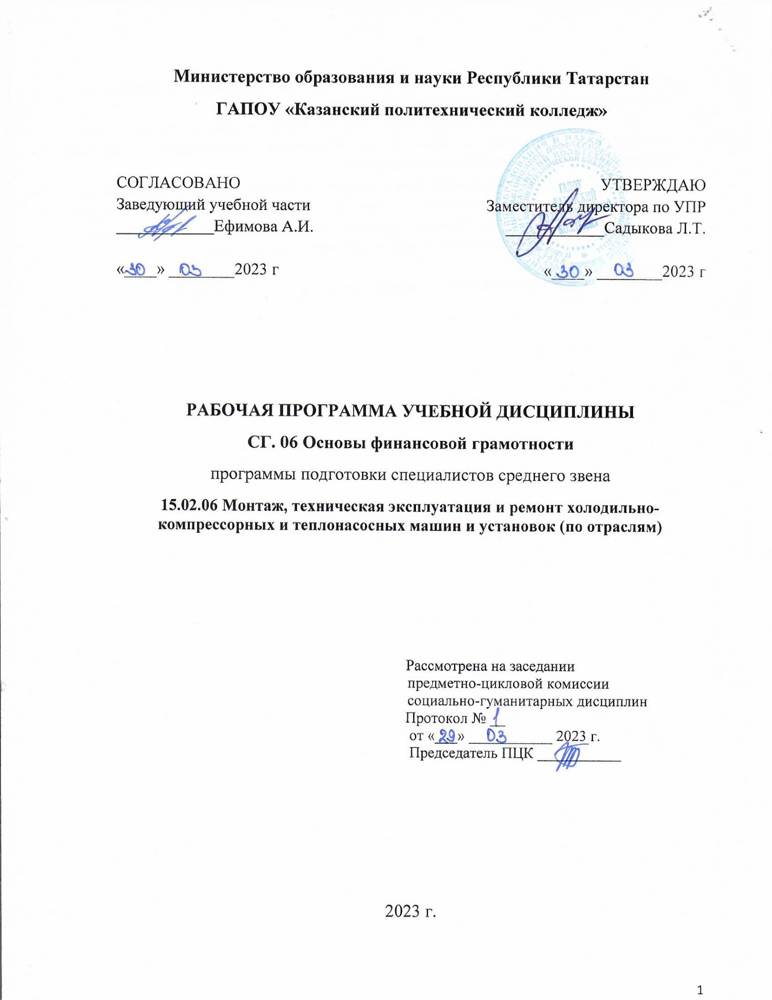 Министерство образования и науки Республики Татарстан
ГАПОУ «Казанский политехнический колледж»
СОГЛАСОВАНО
Заведующий учебной части
Ефимова А.И.
«30» 03 2023 г
УТВЕРЖДАЮ
Заместитель директора по УПР
Садыкова Л.Т.
«30» 03 2023 г
РАБОЧАЯ ПРОГРАММА УЧЕБНОЙ ДИСЦИПЛИНЫ
СГ. 06 Основы финансовой грамотности
программы подготовки специалистов среднего звена
15.02.06 Монтаж, техническая эксплуатация и ремонт холодильно-
компрессорных и теплонасосных машин и установок (по отраслям)
Рассмотрена на заседании
предметно-цикловой комиссии
социально-гуманитарных дисциплин
Протокол № 1
от «29» 03 2023 г.
Председатель ПЦК
2023 г.
1